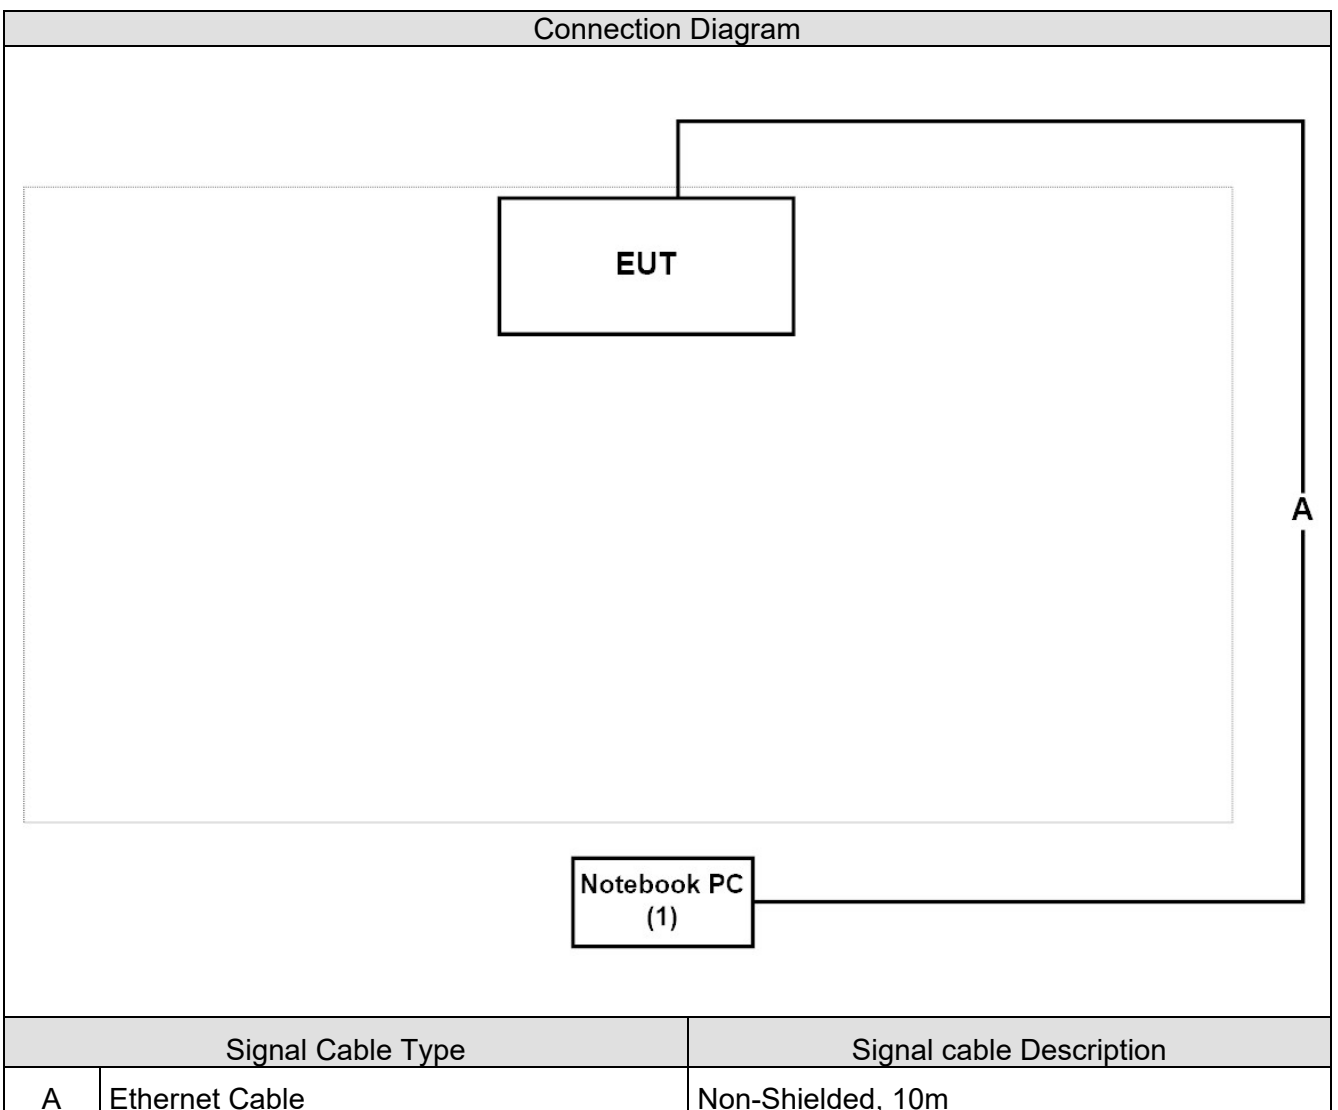 Connection Diagram
EUT
A
Notebook PC
(1)
Signal Cable Type Signal cable Description
A Ethernet Cable Non-Shielded, 10m